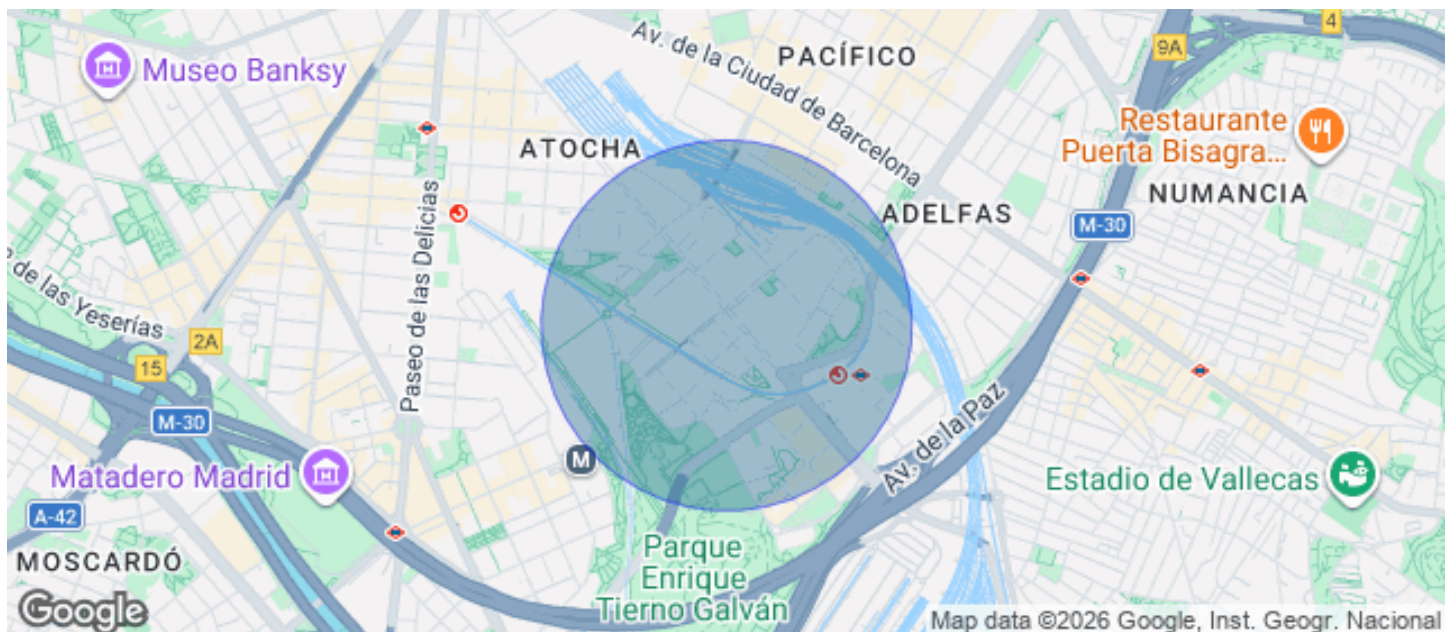 4
9A
Av. de la Ciudad de Barcelona
PACÍFICO
Museo Banksy
Restaurante
Puerta Bisagra...
ATOCHA
NUMANCIA
ADELFAS
M-30
Paseo de las Delicias
de las Yeserías
2A
15
M-30
Av. de la Paz
M
Matadero Madrid
Estadio de Vallecas
A-42
MOSCARDÓ
Parque
Enrique
Tierno Galván
Google
Map data ©2026 Google, Inst. Geogr. Nacional